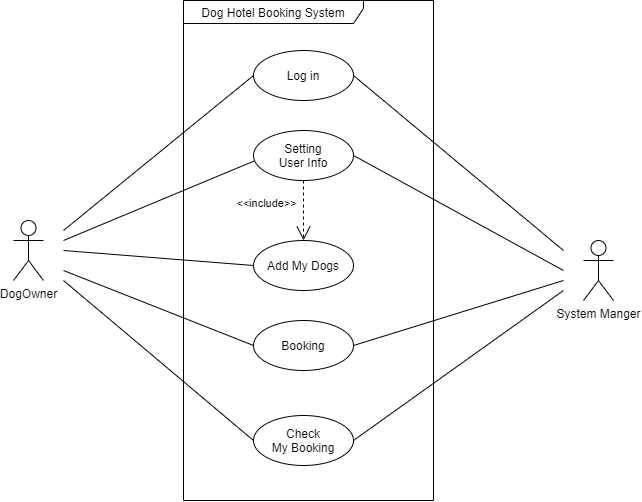 Dog Hotel Booking System
Log in
Setting
User Info
<<include>>
Add My Dogs
DogOwner
System Manger
Booking
Check
My Booking